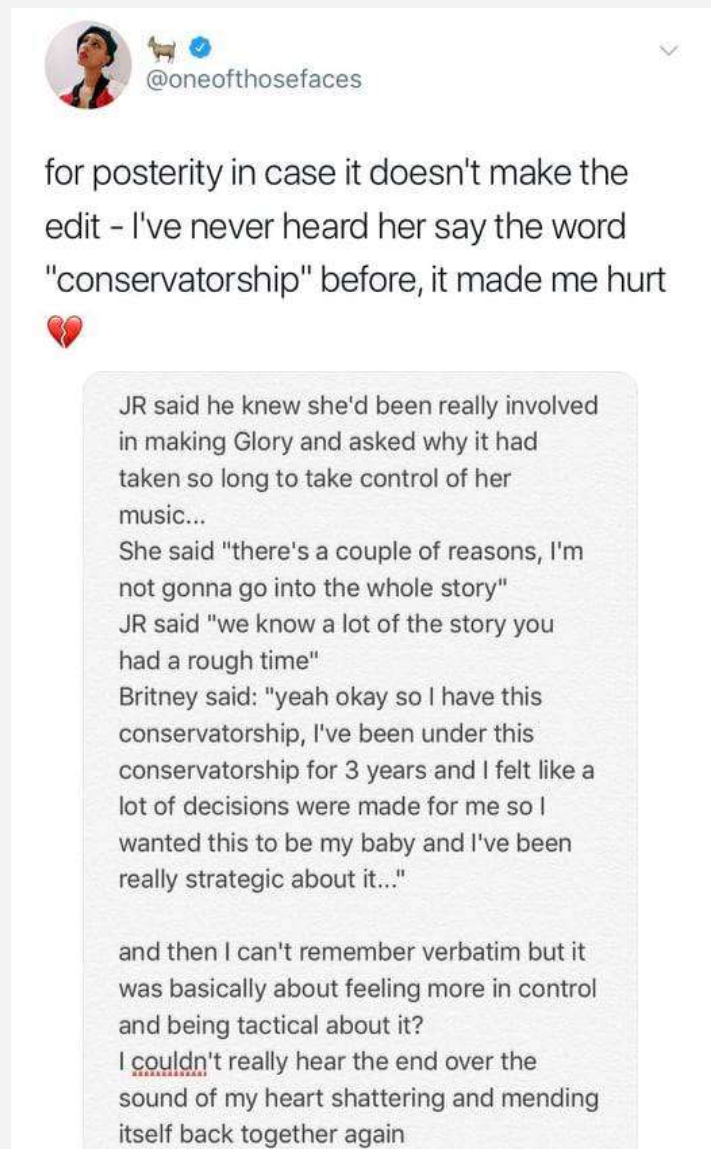 🐐
@oneofthosefaces
for posterity in case it doesn't make the
edit - I've never heard her say the word
"conservatorship" before, it made me hurt
💔
JR said he knew she'd been really involved
in making Glory and asked why it had
taken so long to take control of her
music...
She said "there's a couple of reasons, I'm
not gonna go into the whole story"
JR said "we know a lot of the story you
had a rough time"
Britney said: "yeah okay so I have this
conservatorship, I've been under this
conservatorship for 3 years and I felt like a
lot of decisions were made for me so I
wanted this to be my baby and I've been
really strategic about it..."
and then I can't remember verbatim but it
was basically about feeling more in control
and being tactical about it?
I couldn't really hear the end over the
sound of my heart shattering and mending
itself back together again